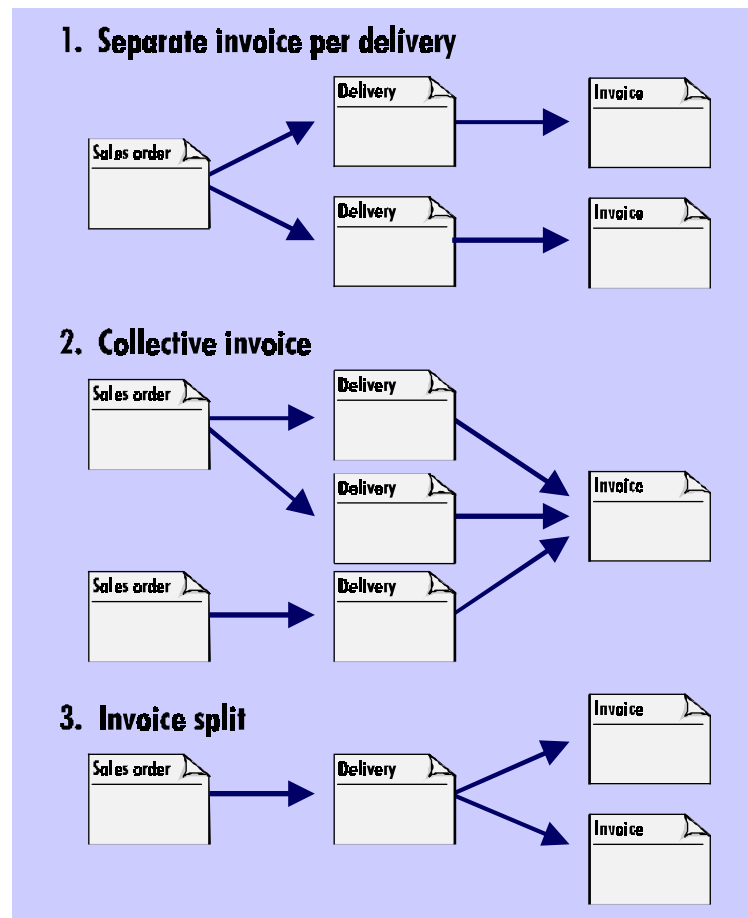 1. Separate invoice per delivery
Delivery
Invoice
Sales order
Delivery
Invoice
2. Collective invoice
Sales order
Delivery
Delivery
Invoice
Sales order
Delivery
3. Invoice split
Invoice
Sales order
Delivery
Invoice